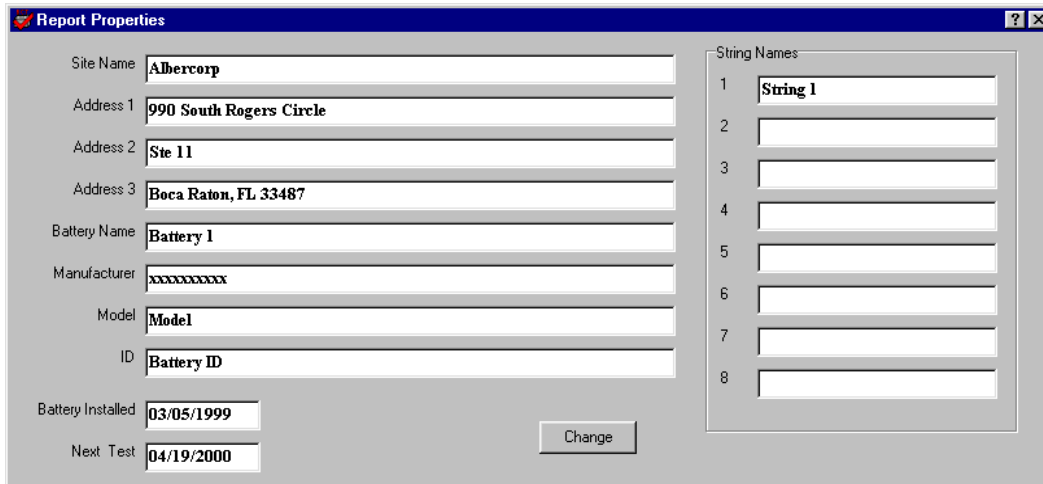 Report Properties
Site Name Albercorp
Address 1 990 South Rogers Circle
Address 2 Ste 11
Address 3 Boca Raton, FL 33487
Battery Name Battery 1
Manufacturer xxxxxxxxxx
Model Model
ID Battery ID
Battery Installed 03/05/1999
Next Test 04/19/2000
Change
String Names
1 String 1
2
3
4
5
6
7
8